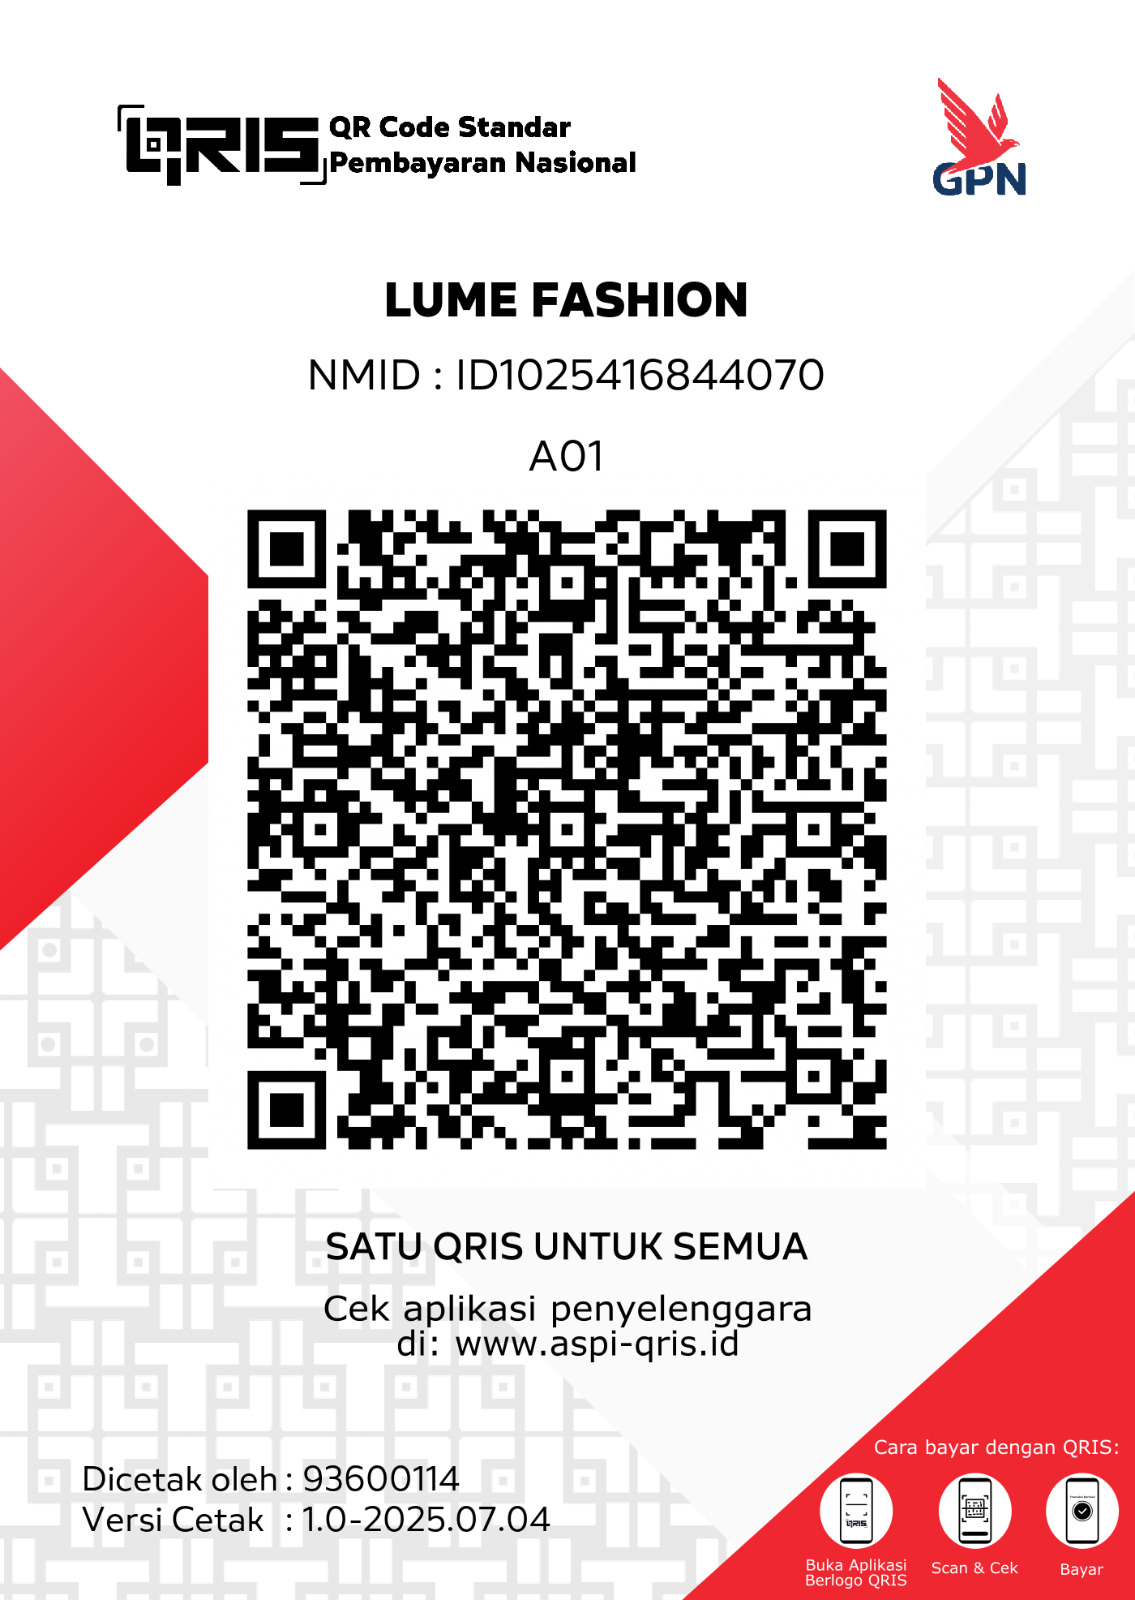 QRIS QR Code Standar
Pembayaran Nasional
GPN
LUME FASHION
NMID : ID1025416844070
A01
SATU QRIS UNTUK SEMUA
Cek aplikasi penyelenggara
di: www.aspi-qris.id
Dicetak oleh : 93600114
Versi Cetak : 1.0-2025.07.04
Cara bayar dengan QRIS:
QRIS
Buka Aplikasi
Berlogo QRIS
Scan & Cek
Bayar